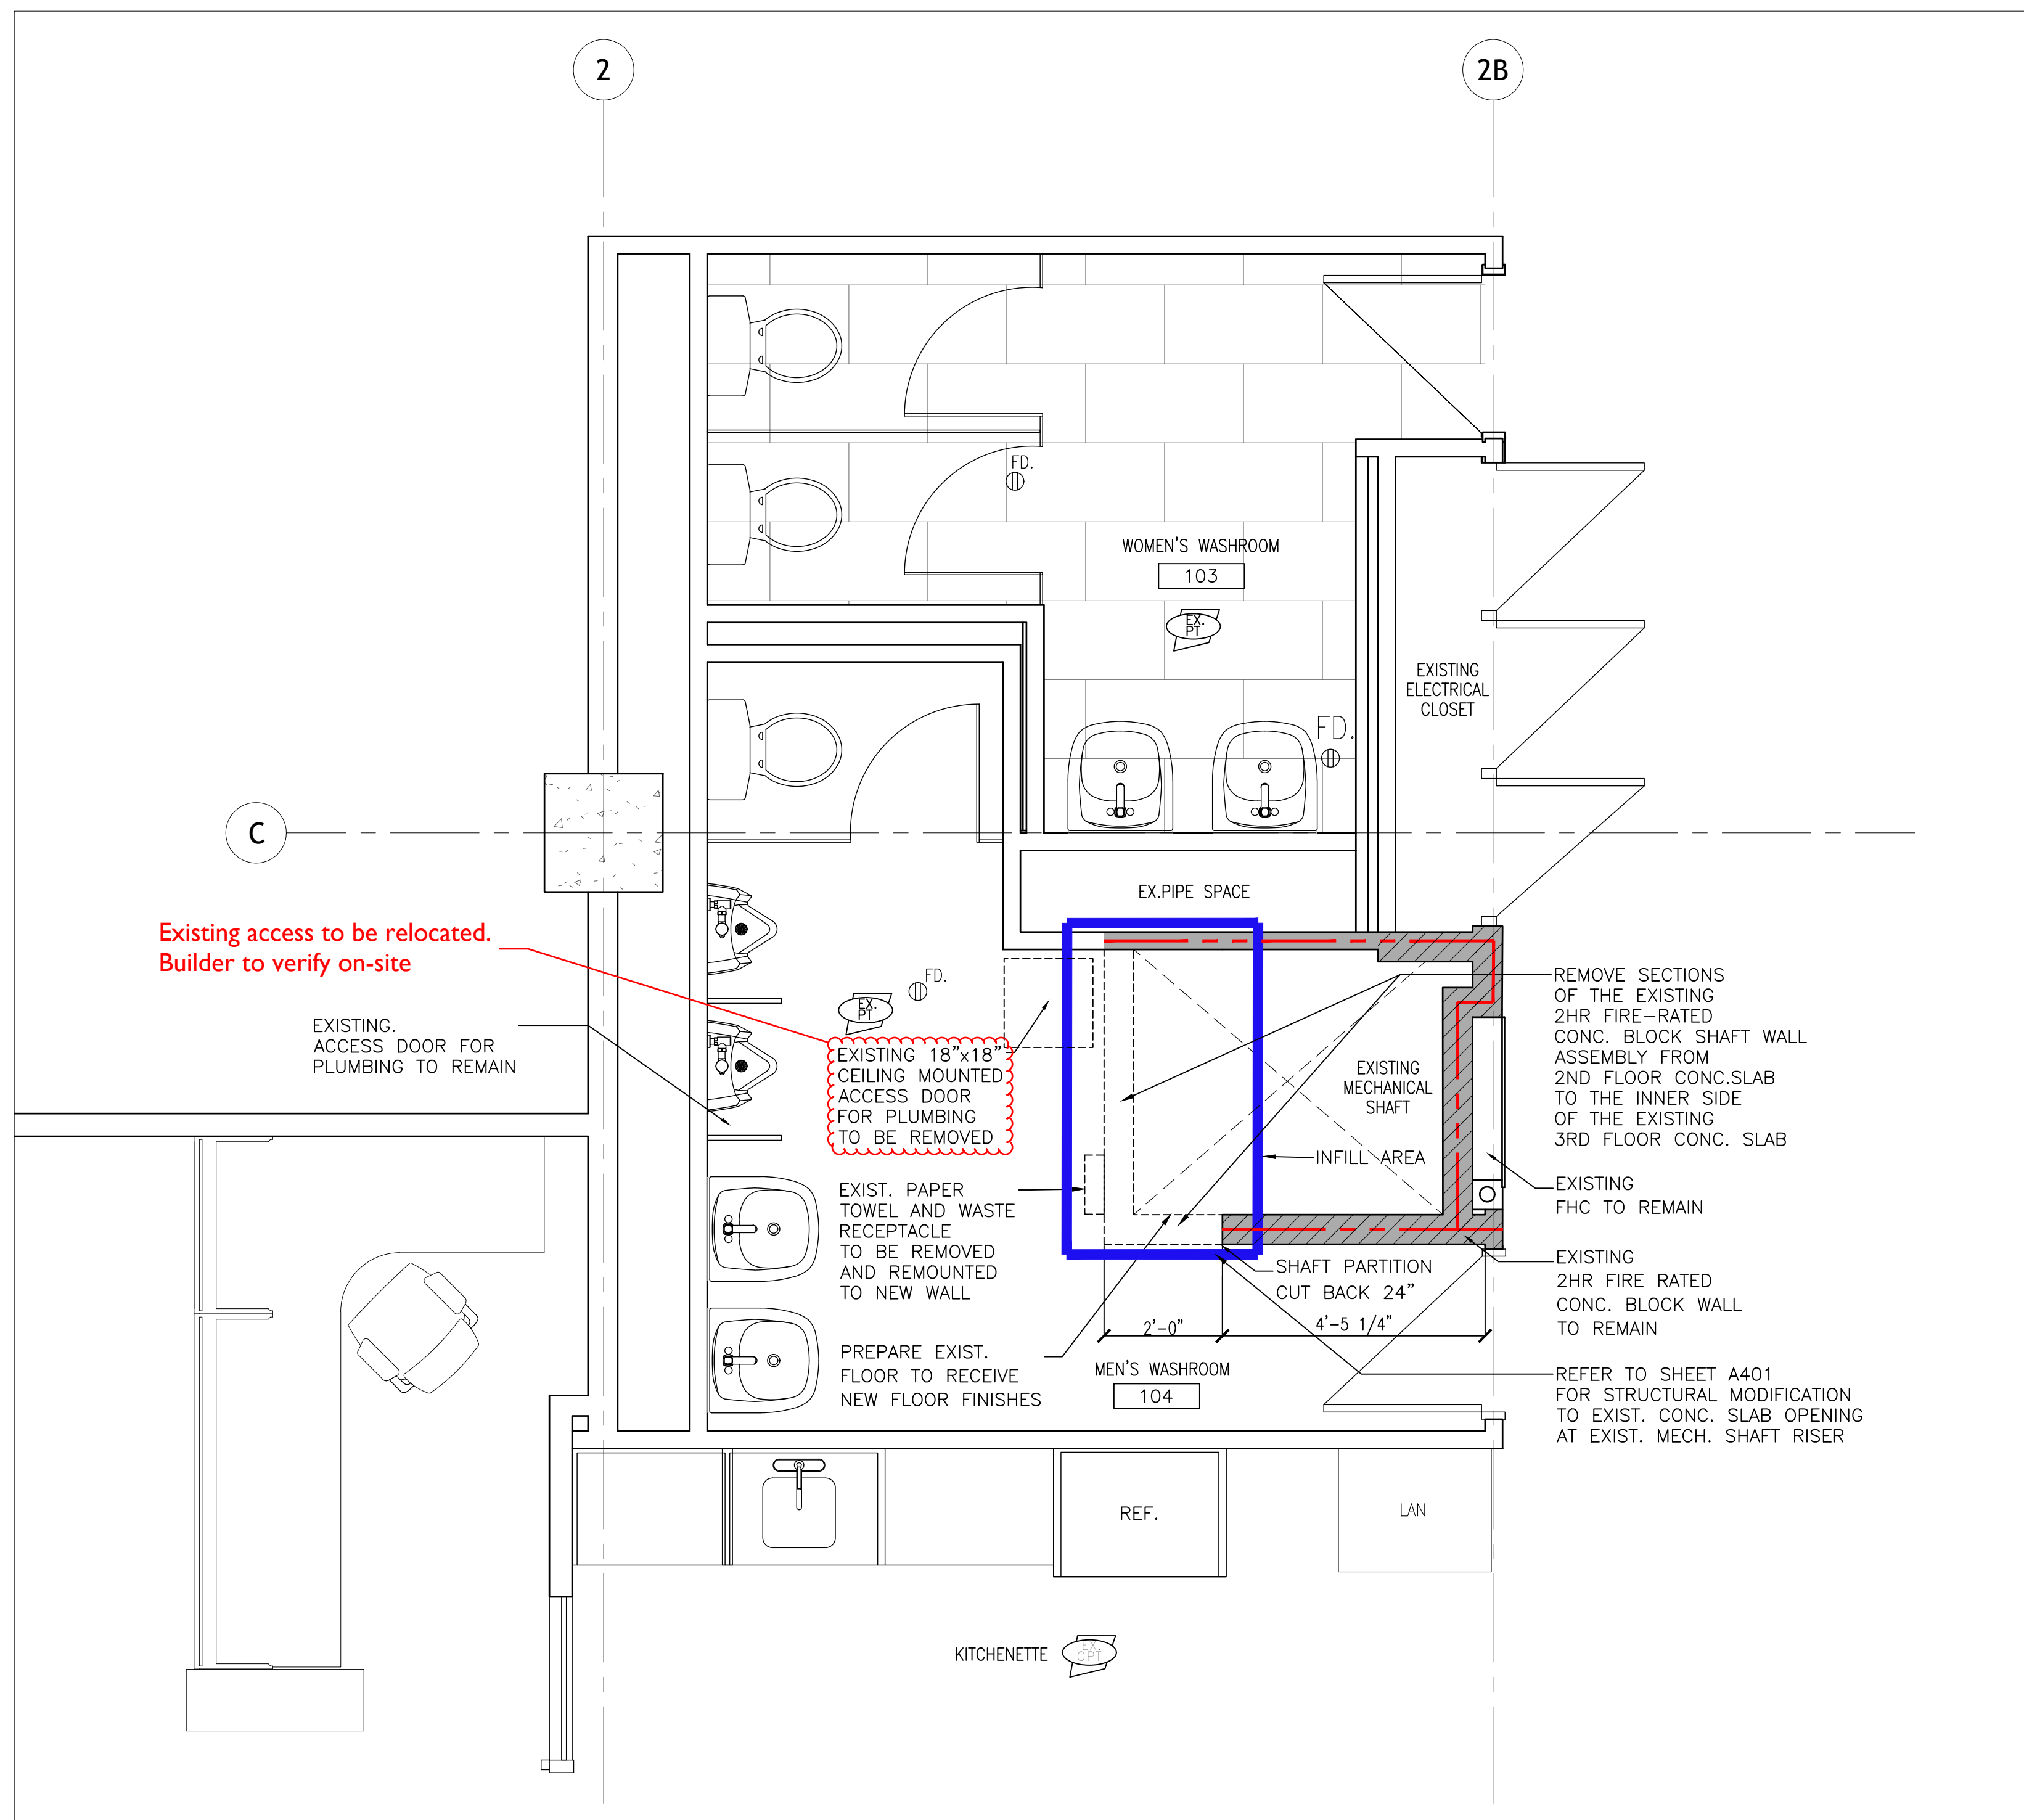 2
2B
FD.
WOMEN'S WASHROOM
103
EX.
PT
EXISTING
ELECTRICAL
CLOSET
FD.
C
EX.PIPE SPACE
Existing access to be relocated.
Builder to verify on-site
FD.
EX.
PT
EXISTING.
ACCESS DOOR FOR
PLUMBING TO REMAIN
EXISTING 18"x18"
CEILING MOUNTED
ACCESS DOOR
FOR PLUMBING
TO BE REMOVED
EXISTING
MECHANICAL
SHAFT
REMOVE SECTIONS
OF THE EXISTING
2HR FIRE-RATED
CONC. BLOCK SHAFT WALL
ASSEMBLY FROM
2ND FLOOR CONC.SLAB
TO THE INNER SIDE
OF THE EXISTING
3RD FLOOR CONC. SLAB
INFILL AREA
EXIST. PAPER
TOWEL AND WASTE
RECEPTACLE
TO BE REMOVED
AND REMOUNTED
TO NEW WALL
EXISTING
FHC TO REMAIN
SHAFT PARTITION
CUT BACK 24"
EXISTING
2HR FIRE RATED
CONC. BLOCK WALL
TO REMAIN
2'-0"
4'-5 1/4"
PREPARE EXIST.
FLOOR TO RECEIVE
NEW FLOOR FINISHES
MEN'S WASHROOM
104
REFER TO SHEET A401
FOR STRUCTURAL MODIFICATION
TO EXIST. CONC. SLAB OPENING
AT EXIST. MECH. SHAFT RISER
REF.
LAN
KITCHENETTE
EX.
CPT